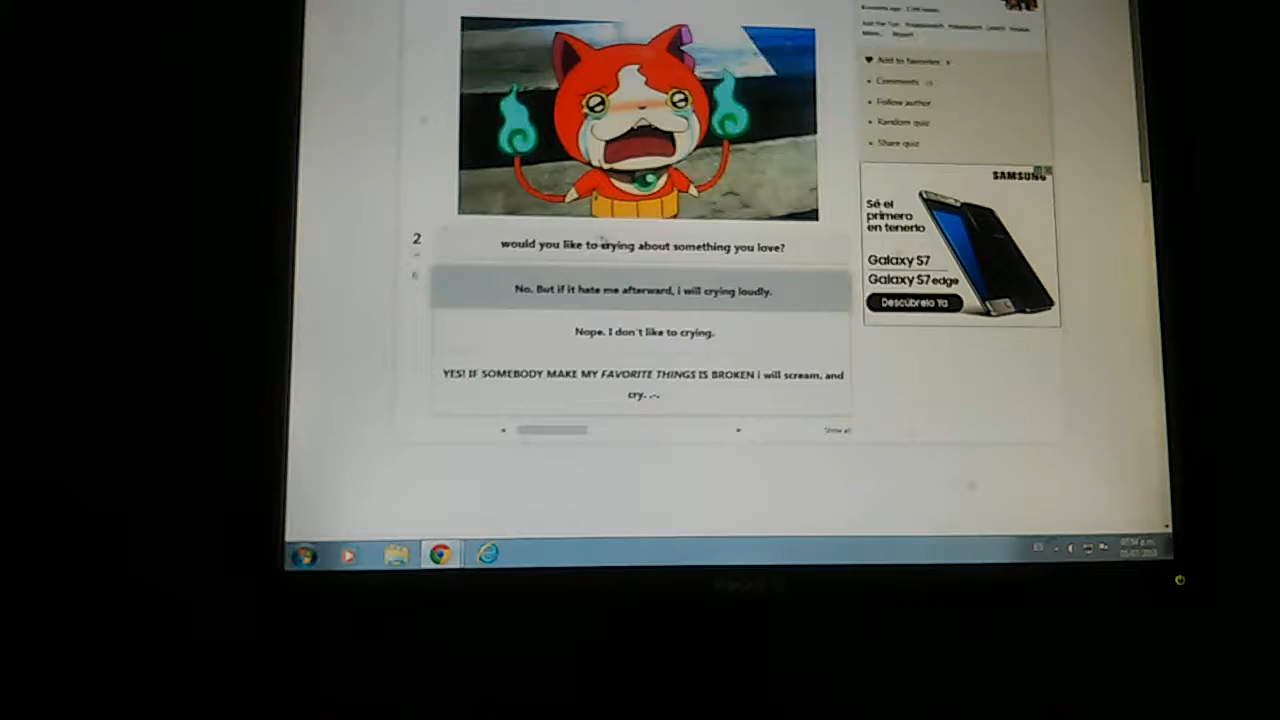 Add to favorites
Comments
Follow author
Random quiz
Share quiz
SAMSUNG
Sé el
primero
en tenerlo
Galaxy S7
Galaxy S7 edge
Descúbrelo Ya
2
would you like to crying about something you love?
No. But if it hate me afterward, i will crying loudly.
Nope. I don't like to crying.
YES! IF SOMEBODY MAKE MY FAVORITE THINGS IS BROKEN i will scream. and
cry. .-.
Show all
ES